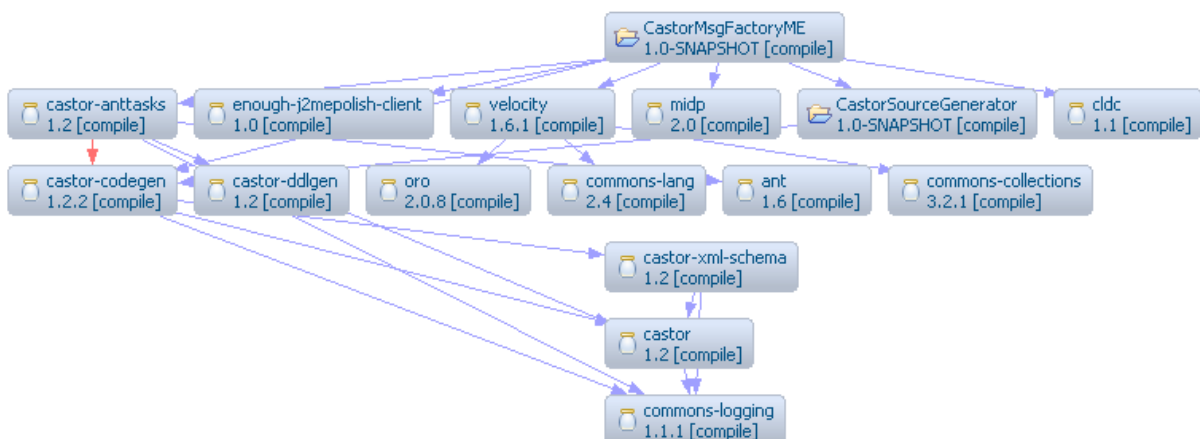 CastorMsgFactoryME
1.0-SNAPSHOT [compile]
castor-anttasks
1.2 [compile]
enough-j2mepolish-client
1.0 [compile]
velocity
1.6.1 [compile]
midp
2.0 [compile]
CastorSourceGenerator
1.0-SNAPSHOT [compile]
cldc
1.1 [compile]
castor-codegen
1.2.2 [compile]
castor-ddlgen
1.2 [compile]
oro
2.0.8 [compile]
commons-lang
2.4 [compile]
ant
1.6 [compile]
commons-collections
3.2.1 [compile]
castor-xml-schema
1.2 [compile]
castor
1.2 [compile]
commons-logging
1.1.1 [compile]